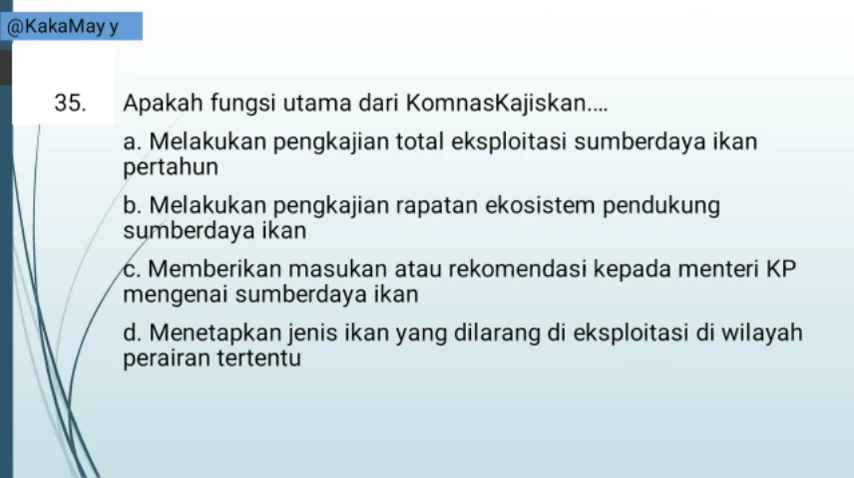 @KakaMay y
35. Apakah fungsi utama dari KomnasKajiskan....
a. Melakukan pengkajian total eksploitasi sumberdaya ikan
pertahun
b. Melakukan pengkajian rapatan ekosistem pendukung
sumberdaya ikan
c. Memberikan masukan atau rekomendasi kepada menteri KP
mengenai sumberdaya ikan
d. Menetapkan jenis ikan yang dilarang di eksploitasi di wilayah
perairan tertentu